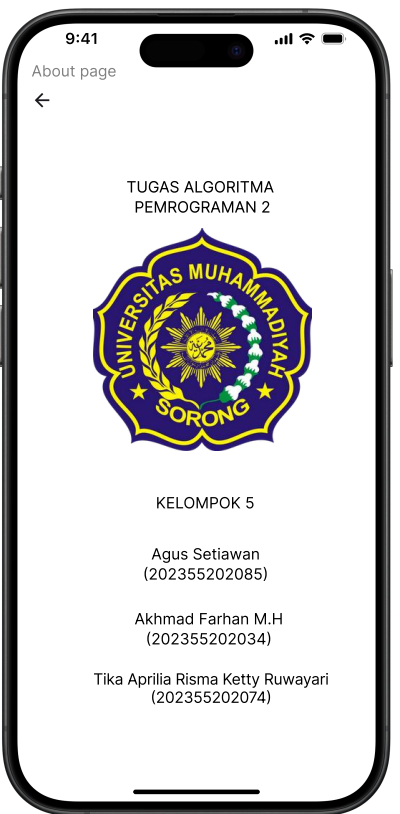 9:41
About page
TUGAS ALGORITMA
PEMROGRAMAN 2
UNIVERSITAS MUHAMMADIYAH
SORONG
KELOMPOK 5
Agus Setiawan
(202355202085)
Akhmad Farhan M.H
(202355202034)
Tika Aprilia Risma Ketty Ruwayari
(202355202074)